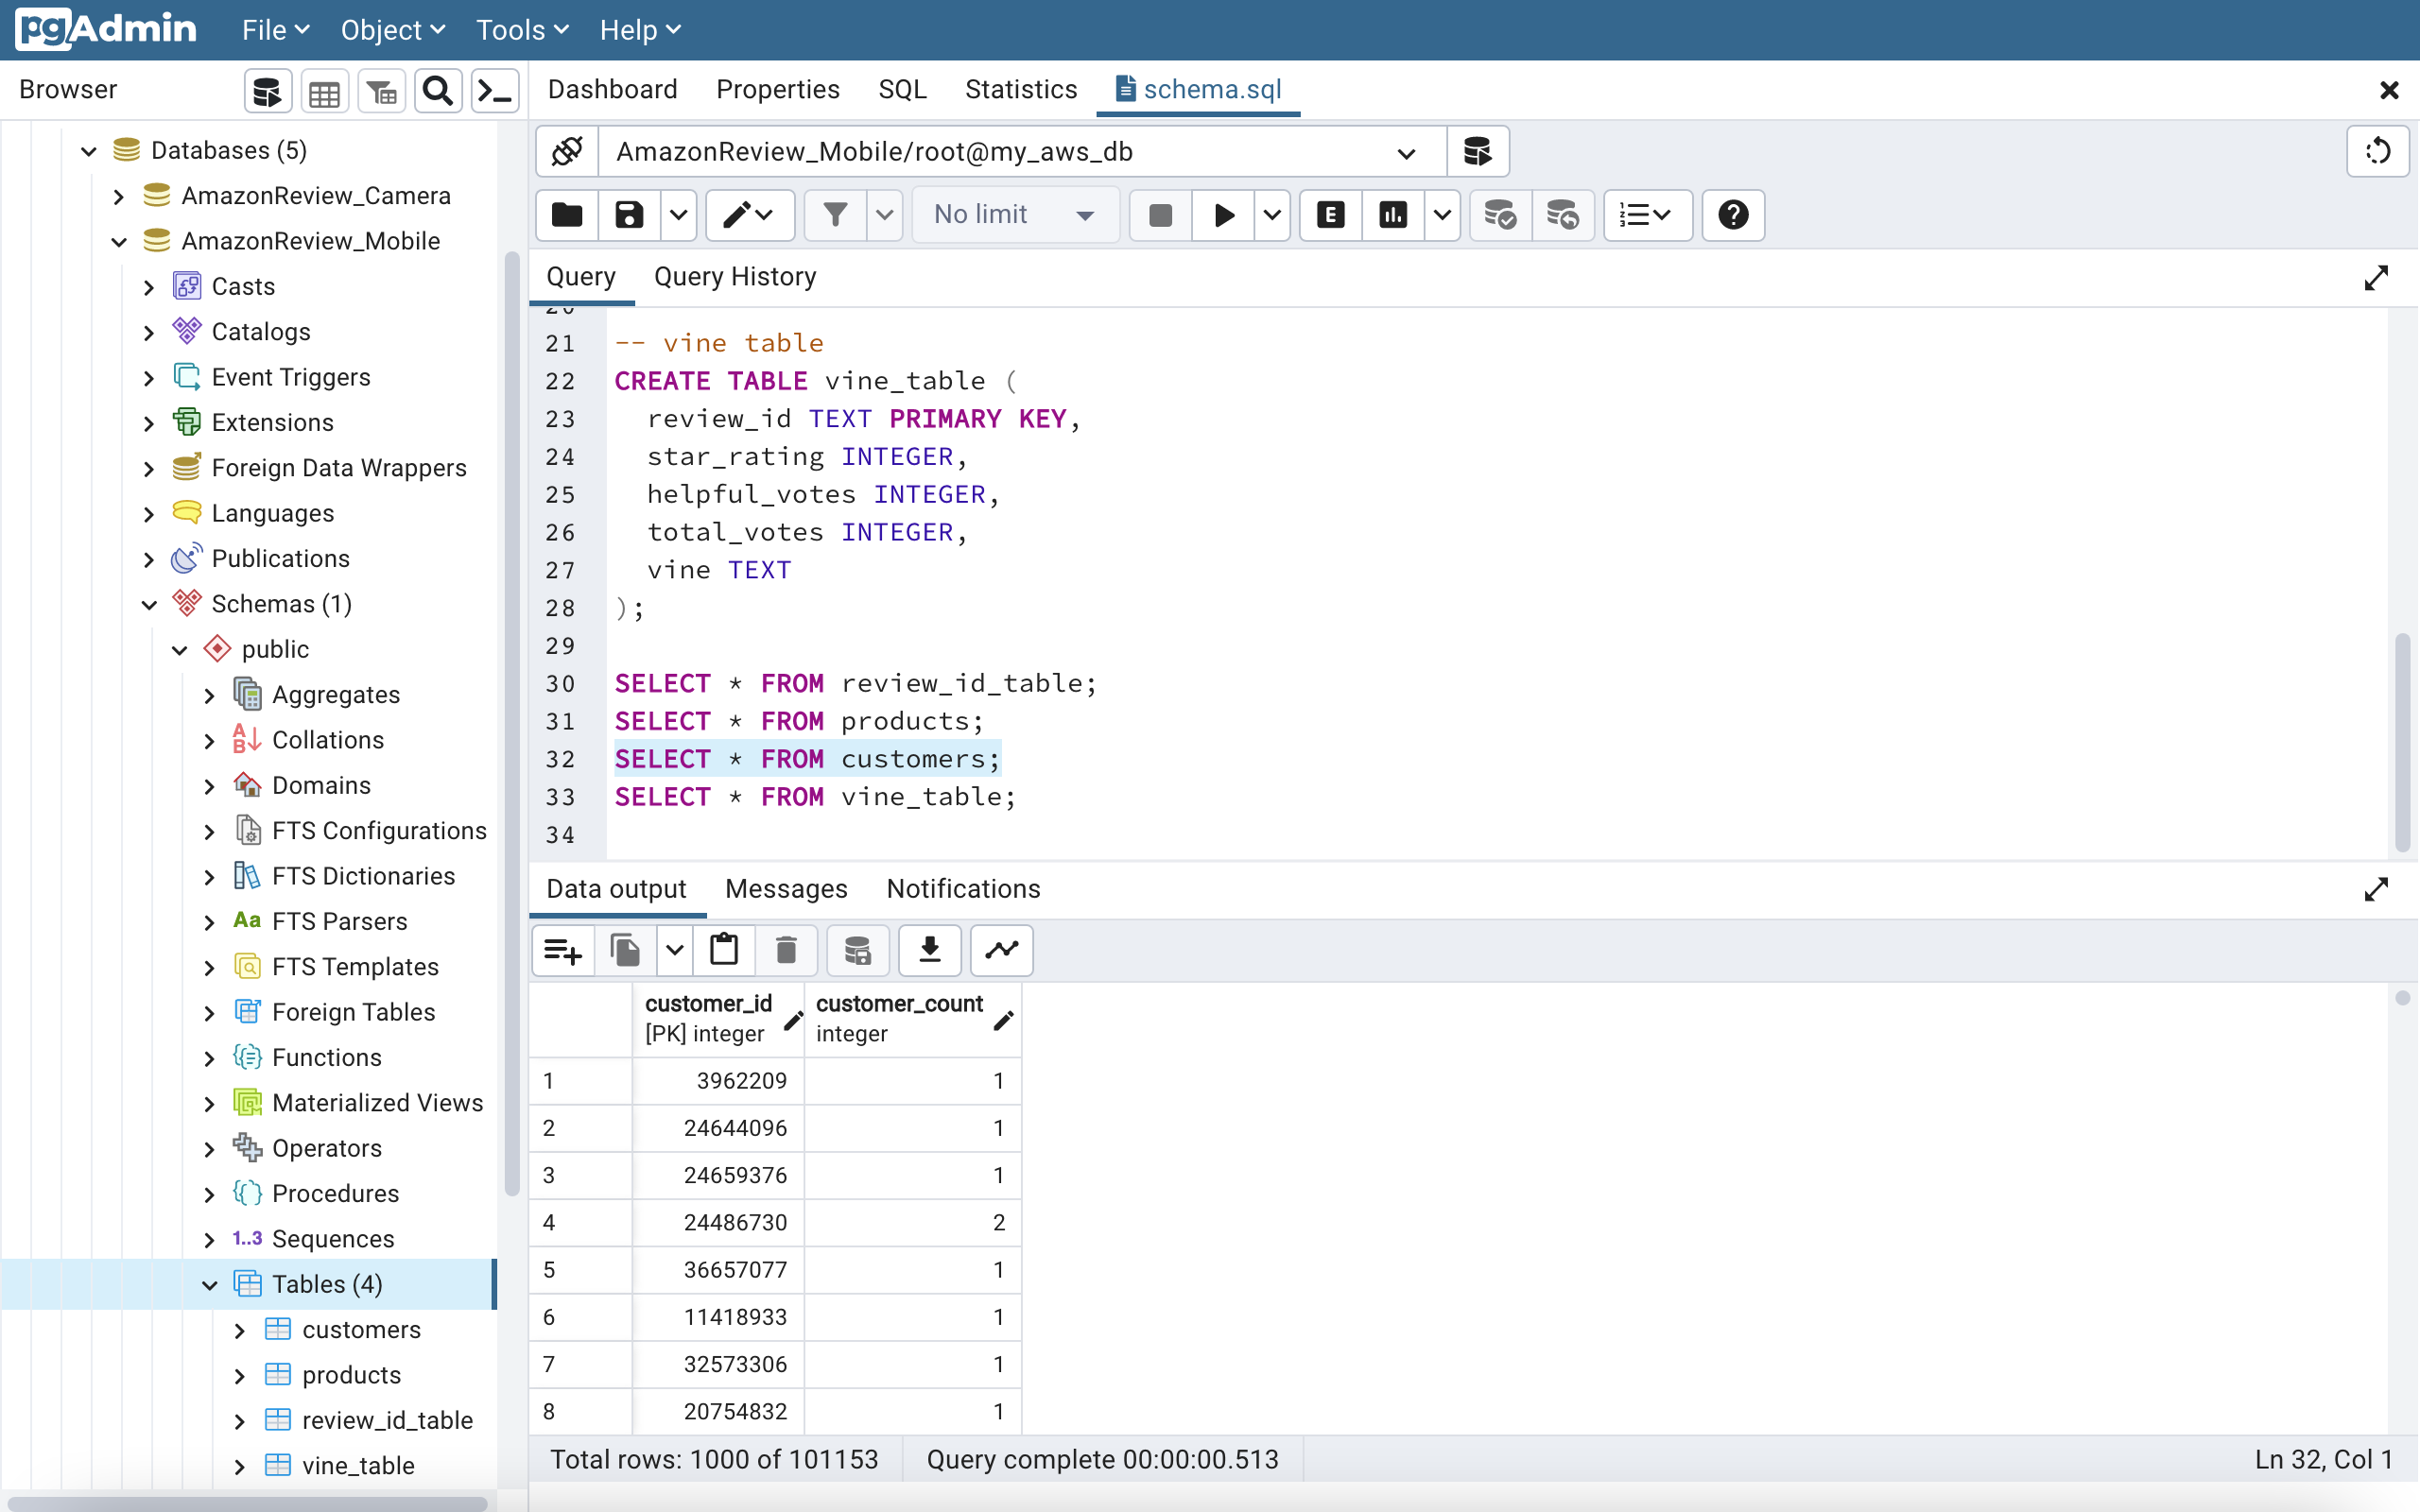 pgAdmin File Object Tools Help
Browser
Dashboard Properties SQL Statistics schema.sql
Databases (5)
AmazonReview_Camera
AmazonReview_Mobile
Casts
Catalogs
Event Triggers
Extensions
Foreign Data Wrappers
Languages
Publications
Schemas (1)
public
Aggregates
Collations
Domains
FTS Configurations
FTS Dictionaries
Aa FTS Parsers
FTS Templates
Foreign Tables
Functions
Materialized Views
Operators
Procedures
1..3 Sequences
Tables (4)
customers
products
review_id_table
vine_table
AmazonReview_Mobile/root@my_aws_db
No limit
E
Query Query History
20
21 -- vine table
22 CREATE TABLE vine_table (
23 review_id TEXT PRIMARY KEY,
24 star_rating INTEGER,
25 helpful_votes INTEGER,
26 total_votes INTEGER,
27 vine TEXT
28 );
29
30 SELECT * FROM review_id_table;
31 SELECT * FROM products;
32 SELECT * FROM customers;
33 SELECT * FROM vine_table;
34
Data output Messages Notifications
customer_id customer_count
[PK] integer integer
1 3962209 1
2 24644096 1
3 24659376 1
4 24486730 2
5 36657077 1
6 11418933 1
7 32573306 1
8 20754832 1
Total rows: 1000 of 101153 Query complete 00:00:00.513 Ln 32, Col 1